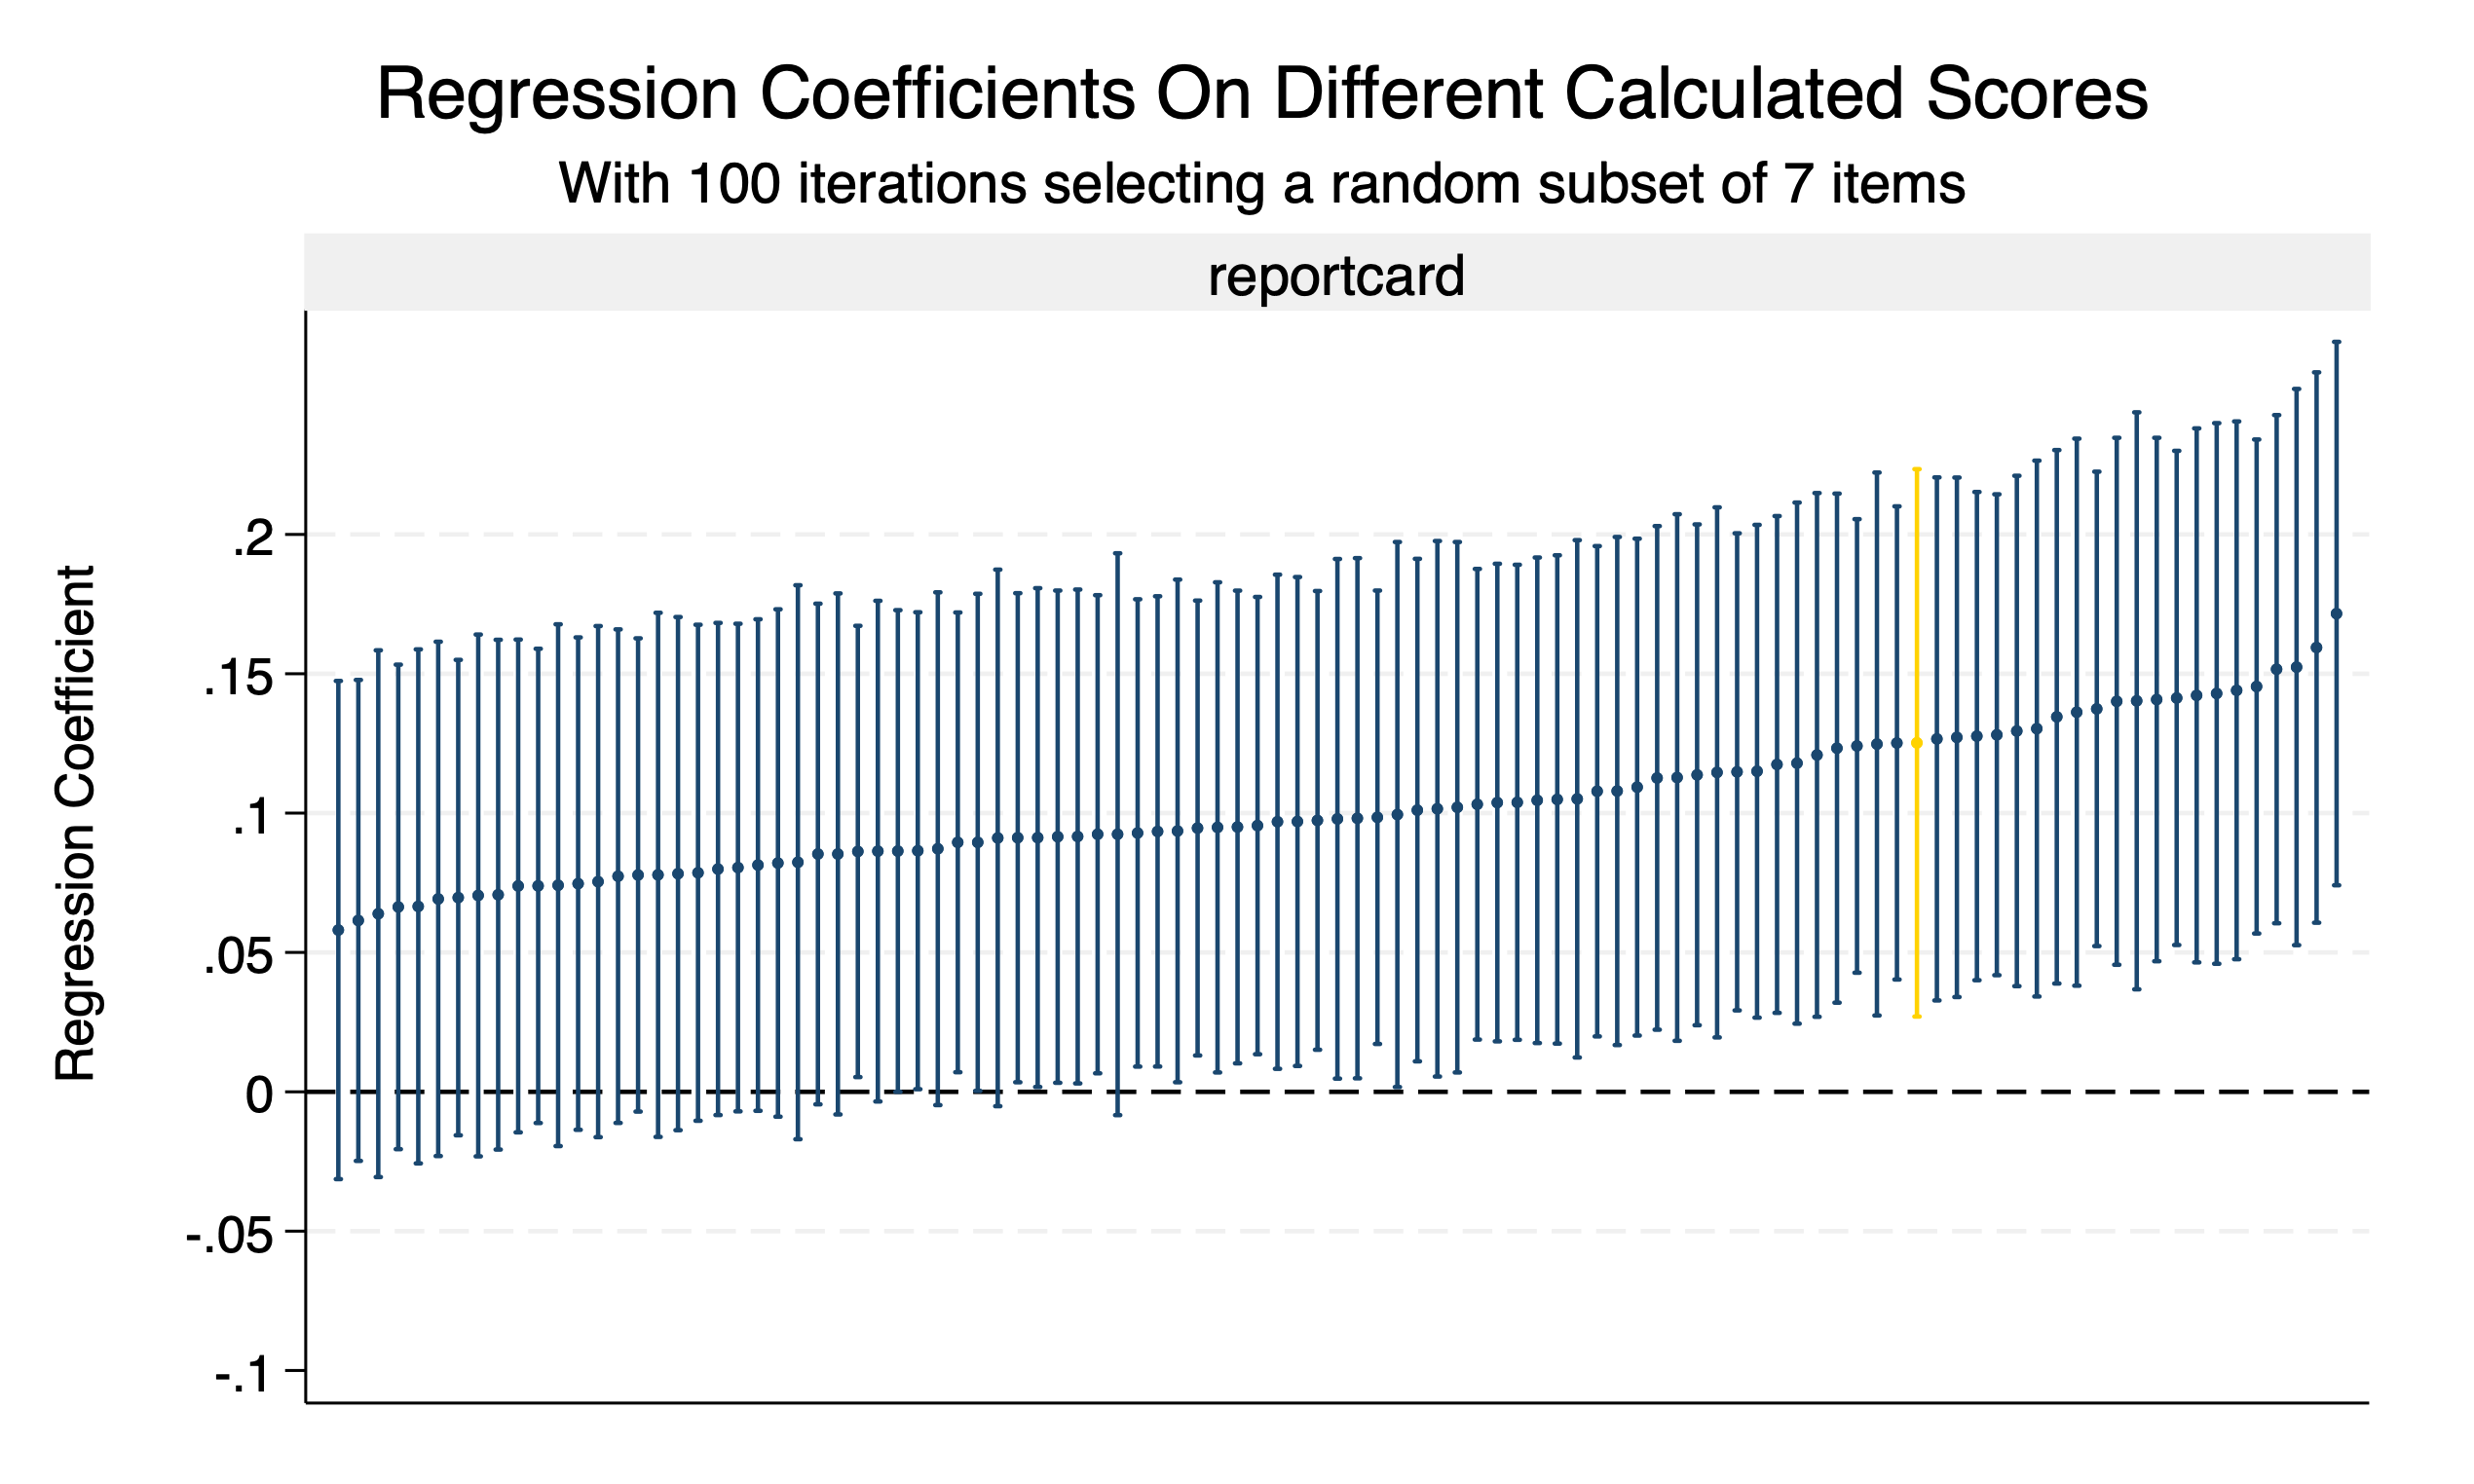 Regression Coefficients On Different Calculated Scores
With 100 iterations selecting a random subset of 7 items
reportcard
Regression Coefficient
.2
.15
.1
.05
0
-.05
-.1